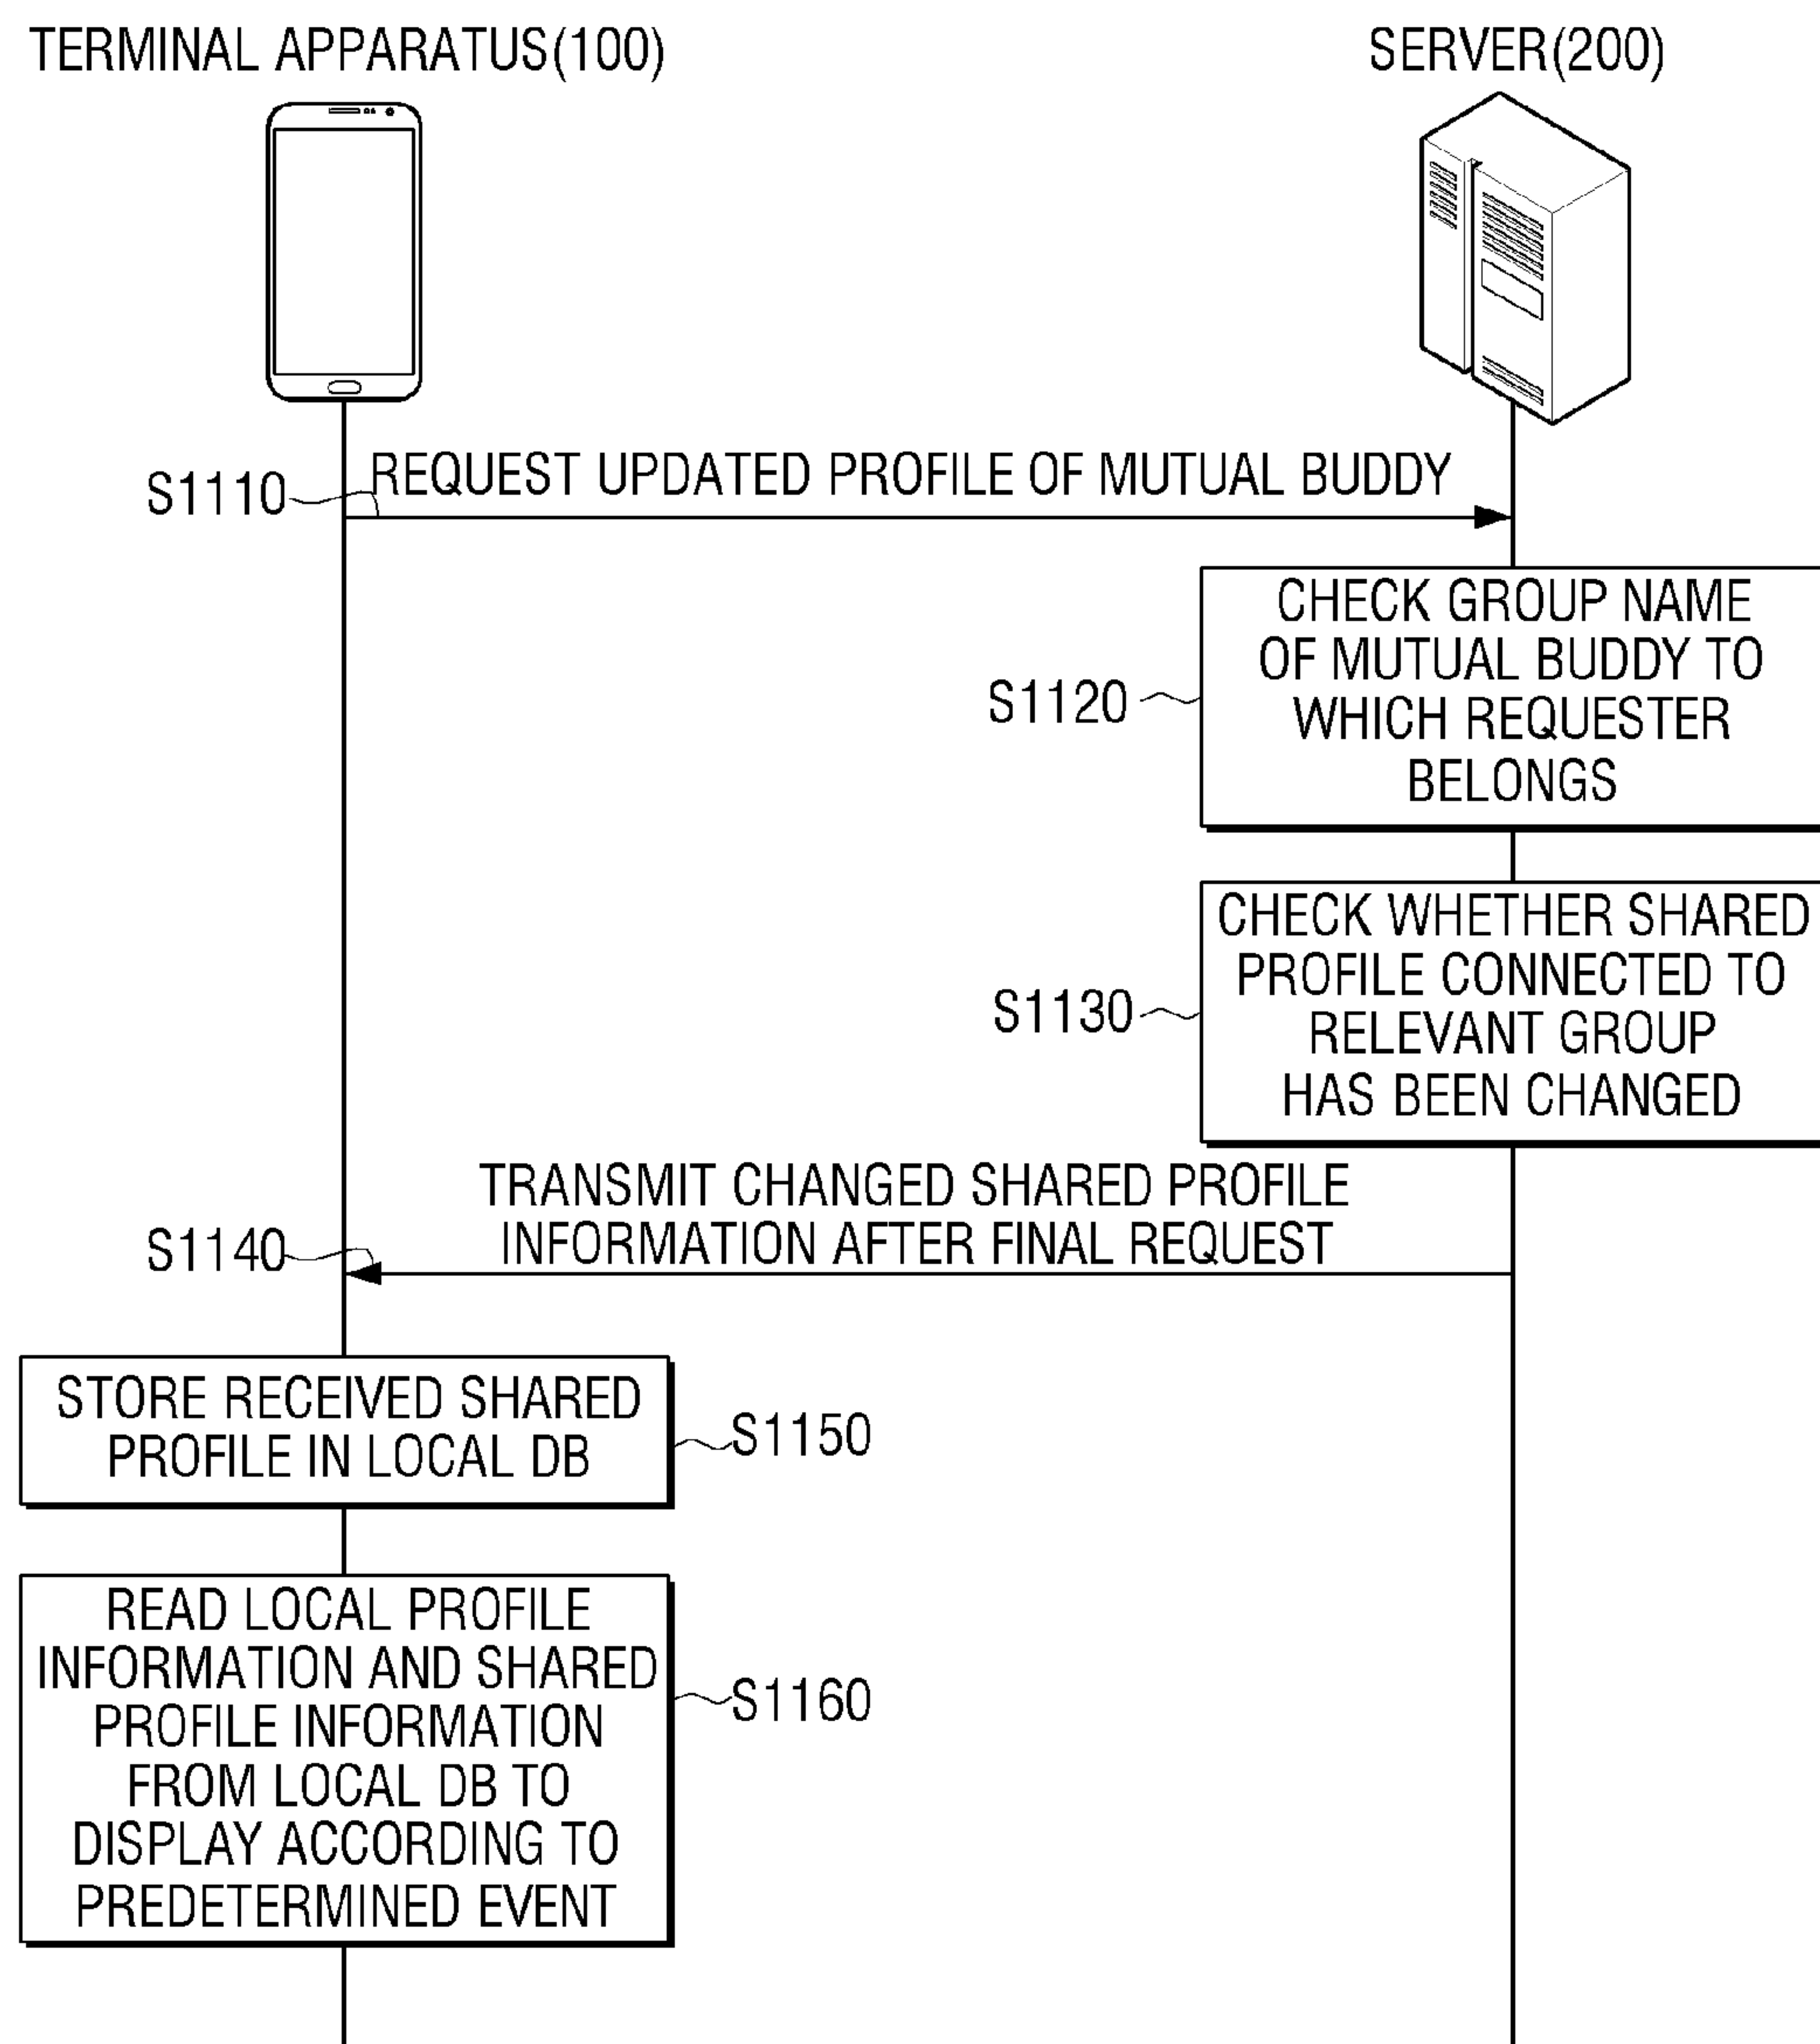 TERMINAL APPARATUS(100)
SERVER(200)
S1110
REQUEST UPDATED PROFILE OF MUTUAL BUDDY
CHECK GROUP NAME
OF MUTUAL BUDDY TO
WHICH REQUESTER
BELONGS
S1120
CHECK WHETHER SHARED
PROFILE CONNECTED TO
RELEVANT GROUP
HAS BEEN CHANGED
S1130
TRANSMIT CHANGED SHARED PROFILE
INFORMATION AFTER FINAL REQUEST
S1140
STORE RECEIVED SHARED
PROFILE IN LOCAL DB
S1150
READ LOCAL PROFILE
INFORMATION AND SHARED
PROFILE INFORMATION
FROM LOCAL DB TO
DISPLAY ACCORDING TO
PREDETERMINED EVENT
S1160